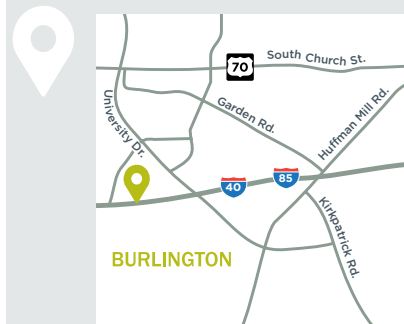 70
South Church St.
Garden Rd.
Huffman Mill Rd.
University Dr.
85
40
Kirkpatrick Rd.
BURLINGTON